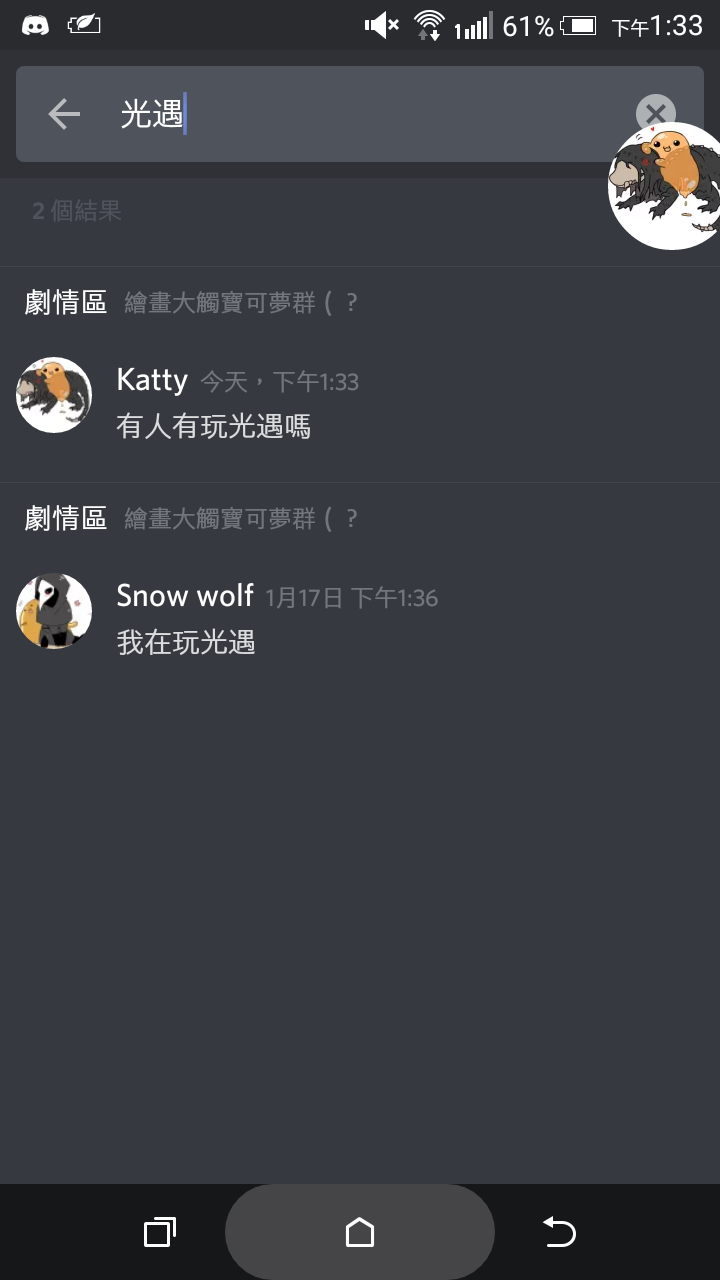 61% 下午1:33
光遇
2 個結果
劇情區 繪畫大觸寶可夢群 ( ?
Katty 今天，下午1:33
有人有玩光遇嗎
劇情區 繪畫大觸寶可夢群 ( ?
Snow wolf 1月17日 下午1:36
我在玩光遇